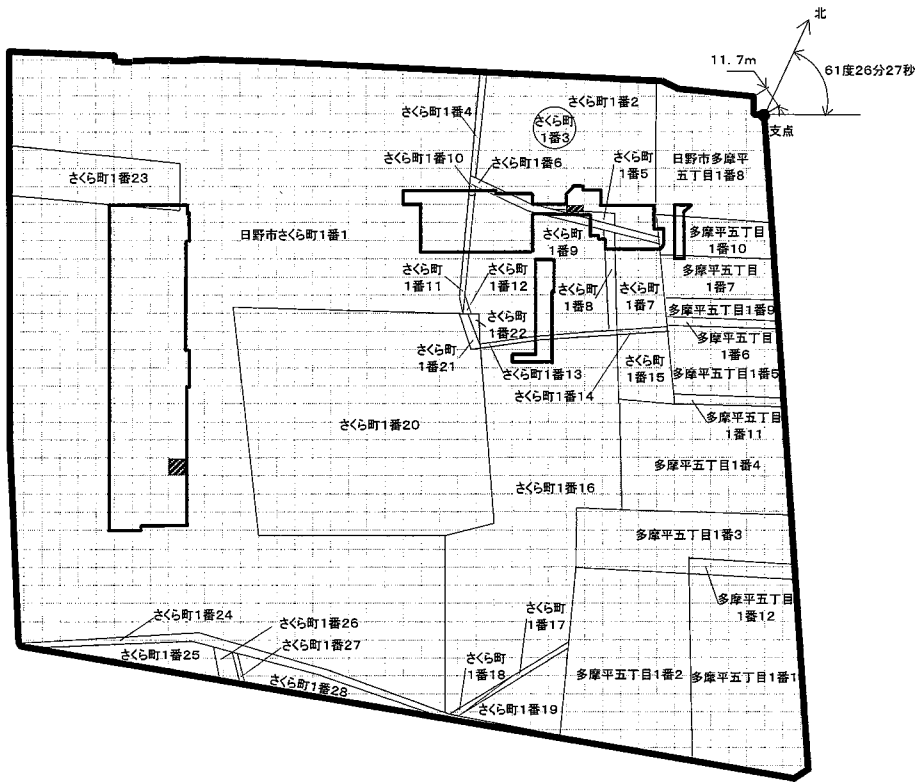 北
11.7m
61度26分27秒
支点
さくら町1番2
さくら町1番4
さくら町
1番3
さくら町1番10
さくら町1番6
さくら町
1番5
日野市多摩平
五丁目1番8
さくら町1番23
日野市さくら町1番1
さくら町
1番9
多摩平五丁目
1番10
さくら町
1番11
さくら町
1番12
さくら町
1番8
さくら町
1番7
多摩平五丁目
1番7
多摩平五丁目1番9
さくら町
1番22
多摩平五丁目
1番6
さくら町
1番21
さくら町1番13
さくら町1番14
さくら町
1番15
多摩平五丁目1番5
多摩平五丁目
1番11
さくら町1番20
多摩平五丁目1番4
さくら町1番16
多摩平五丁目1番3
多摩平五丁目
1番12
さくら町1番24
さくら町1番26
さくら町1番27
さくら町1番25
さくら町1番28
さくら町
1番17
さくら町
1番18
さくら町1番19
多摩平五丁目1番2
多摩平五丁目1番1